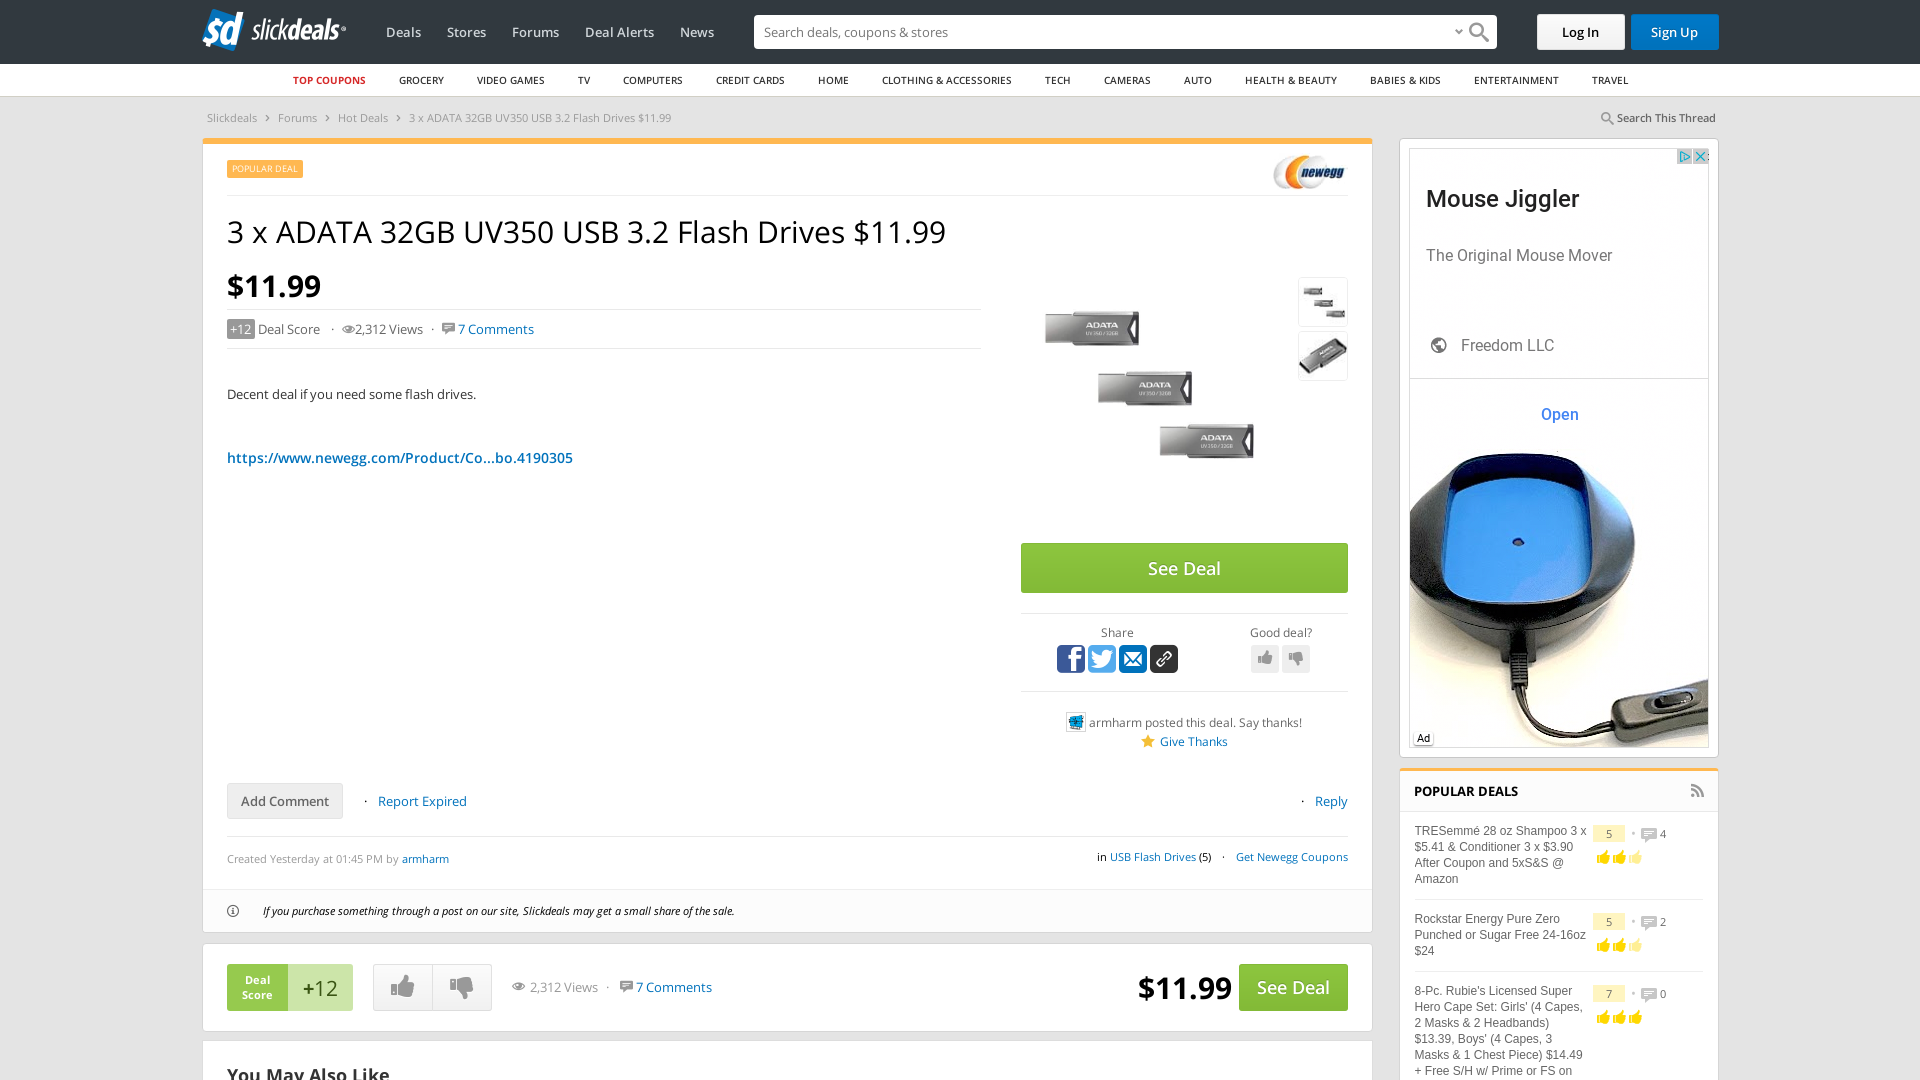 slickdeals
Deals
Stores
Forums
Deal Alerts
News
Search deals, coupons & stores
Log In
Sign Up
TOP COUPONS
GROCERY
VIDEO GAMES
TV
COMPUTERS
CREDIT CARDS
HOME
CLOTHING & ACCESSORIES
TECH
CAMERAS
AUTO
HEALTH & BEAUTY
BABIES & KIDS
ENTERTAINMENT
TRAVEL
Slickdeals > Forums > Hot Deals > 3 x ADATA 32GB UV350 USB 3.2 Flash Drives $11.99
Search This Thread
POPULAR DEAL
newegg
3 x ADATA 32GB UV350 USB 3.2 Flash Drives $11.99
$11.99
+12 Deal Score · 2,312 Views · 7 Comments
Decent deal if you need some flash drives.
https://www.newegg.com/Product/Co...bo.4190305
ADATA
UV350/32GB
ADATA
UV350/32GB
ADATA
UV350/32GB
See Deal
Share
Good deal?
armharm posted this deal. Say thanks!
Give Thanks
Add Comment
· Report Expired
· Reply
Created Yesterday at 01:45 PM by armharm
in USB Flash Drives (5) · Get Newegg Coupons
If you purchase something through a post on our site, Slickdeals may get a small share of the sale.
Deal
Score
+12
2,312 Views · 7 Comments
$11.99
See Deal
You May Also Like
Mouse Jiggler
The Original Mouse Mover
Freedom LLC
Open
Ad
POPULAR DEALS
TRESemmé 28 oz Shampoo 3 x
$5.41 & Conditioner 3 x $3.90
After Coupon and 5xS&S @
Amazon
5 • 4
Rockstar Energy Pure Zero
Punched or Sugar Free 24-16oz
$24
5 • 2
8-Pc. Rubie's Licensed Super
Hero Cape Set: Girls' (4 Capes,
2 Masks & 2 Headbands)
$13.39, Boys' (4 Capes, 3
Masks & 1 Chest Piece) $14.49
+ Free S/H w/ Prime or FS on
7 • 0